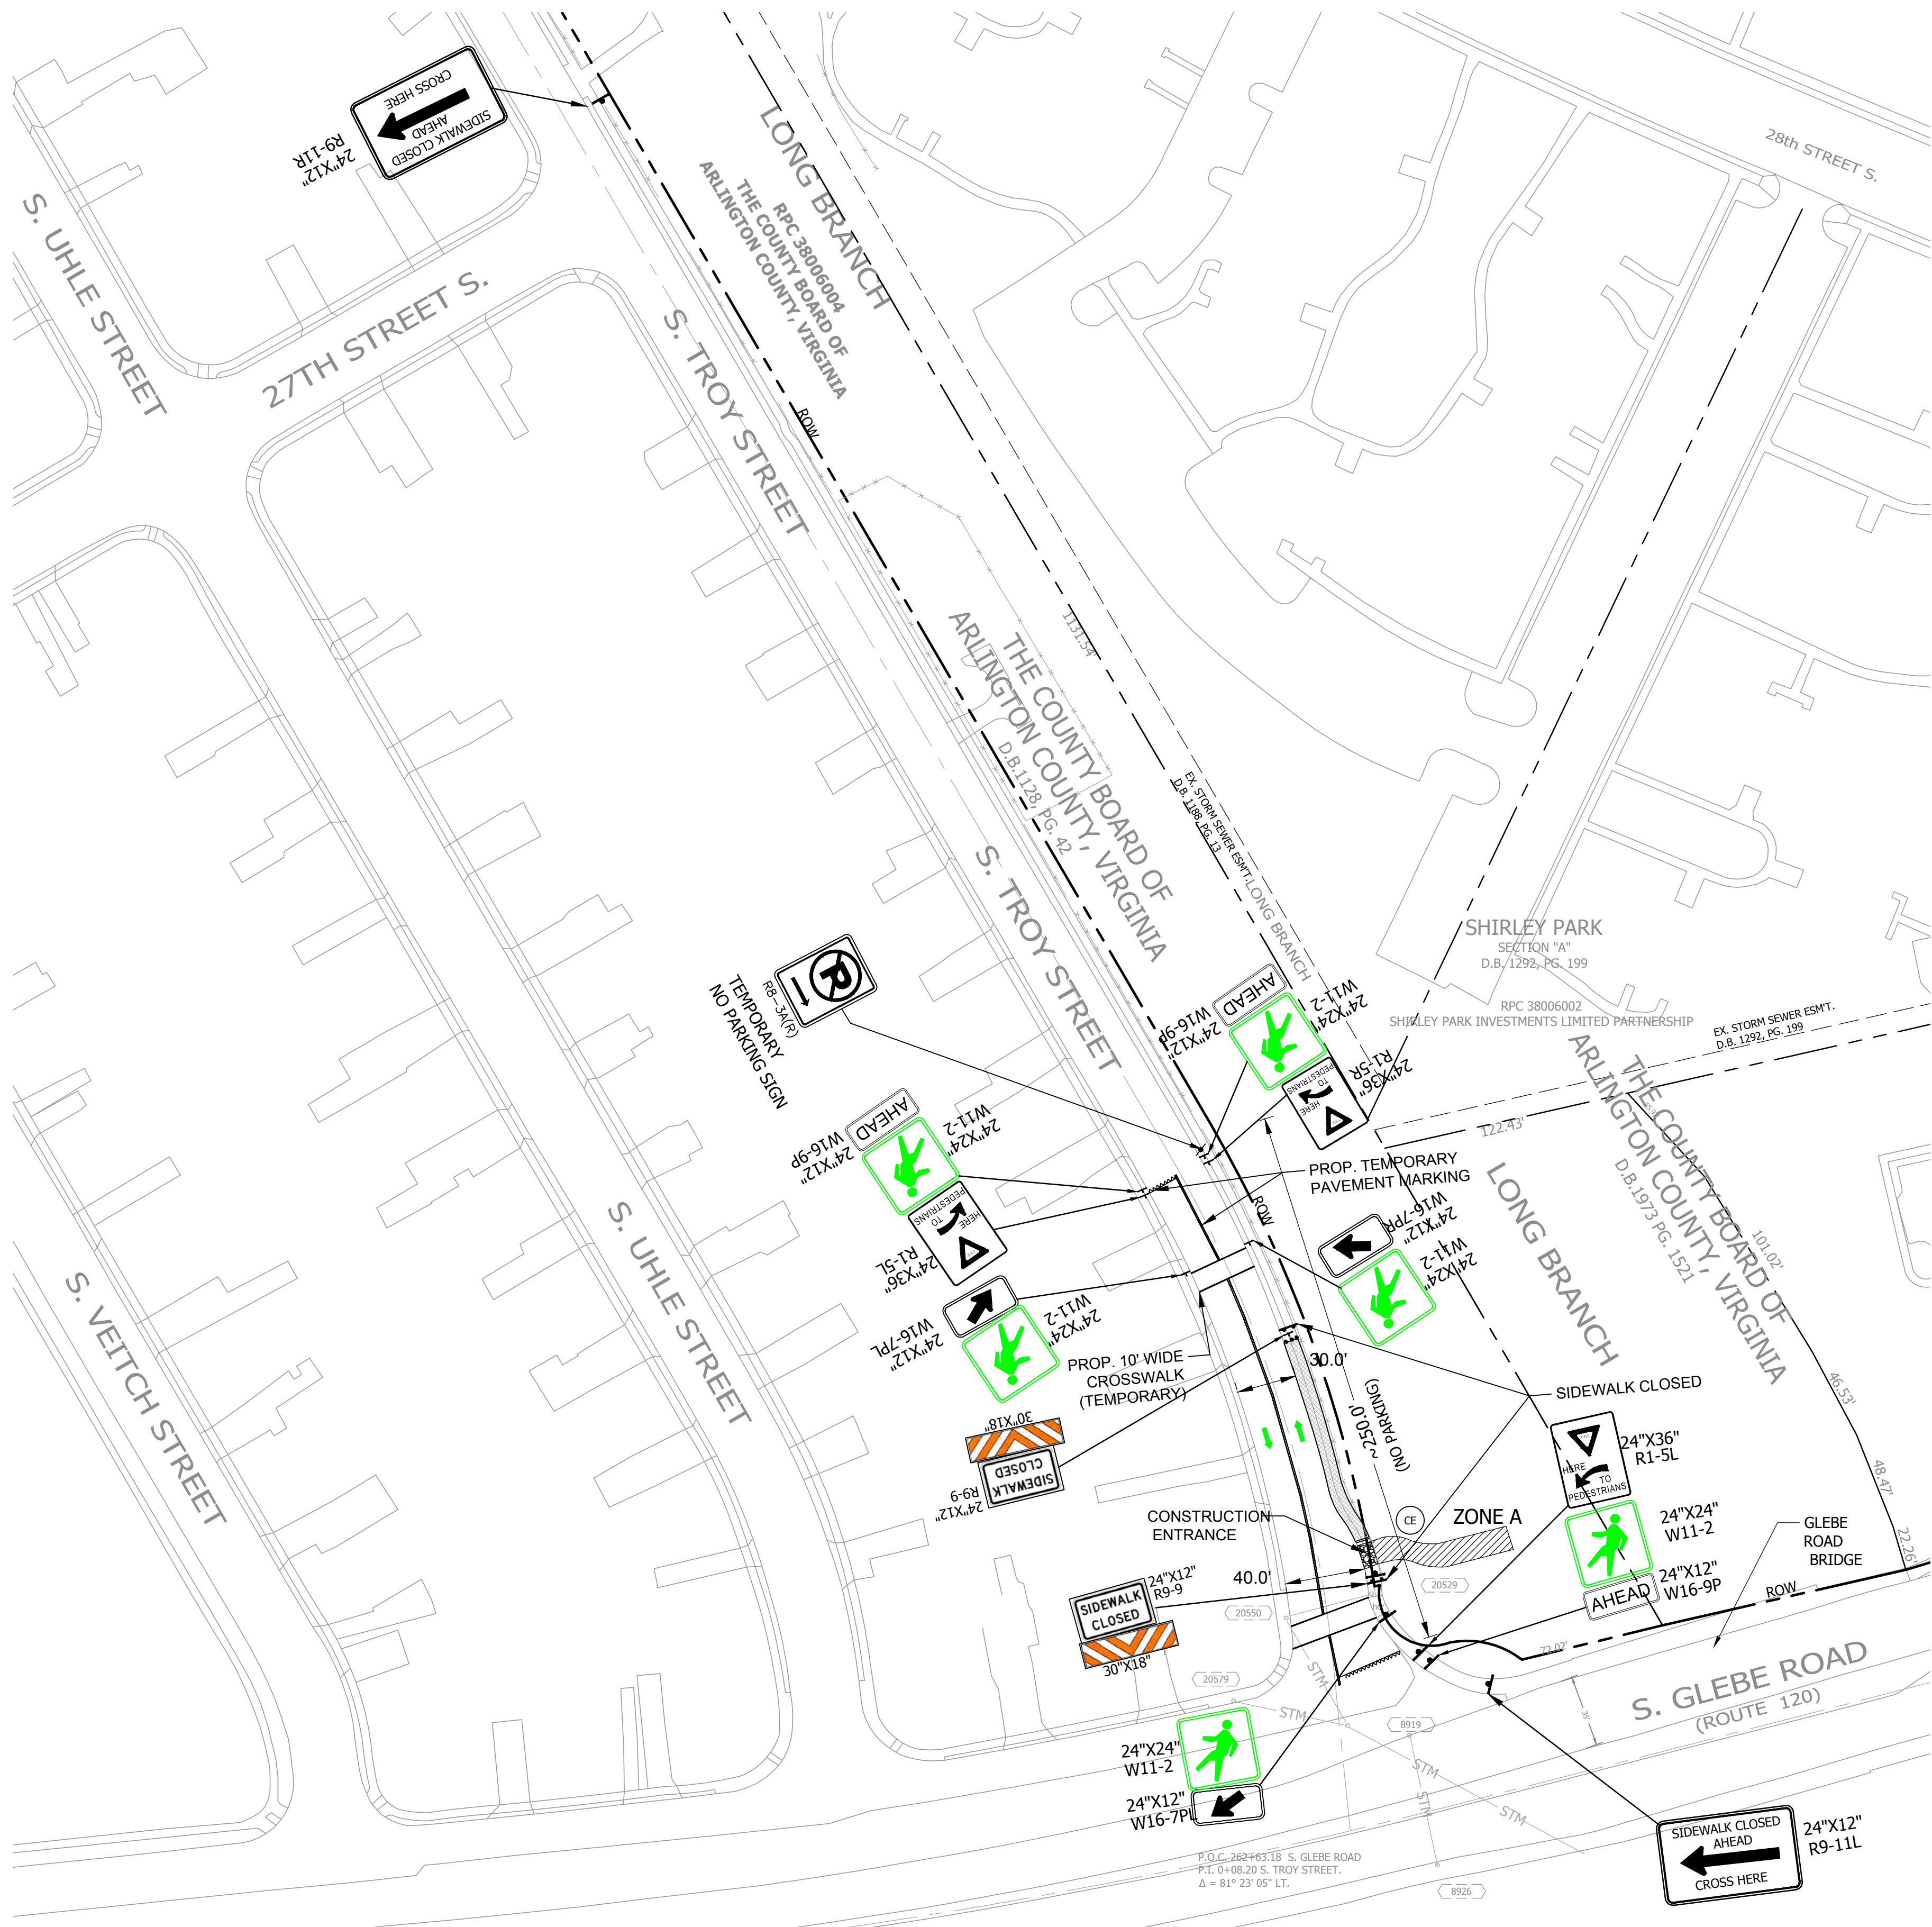 CROSS HERE
SIDEWALK CLOSED
AHEAD
24"X12"
R9-11R
S. UHLE STREET
27TH STREET S.
LONG BRANCH
RPC 38006004
THE COUNTY BOARD OF
ARLINGTON COUNTY, VIRGINIA
28th STREET S.
S. TROY STREET
ROW
1131.54'
THE COUNTY BOARD OF
ARLINGTON COUNTY, VIRGINIA
D.B.1128, PG. 42
EX. STORM SEWER ESM'T.
D.B. 1188, PG. 13
LONG BRANCH
S. TROY STREET
SHIRLEY PARK
SECTION "A"
D.B. 1292, PG. 199
RPC 38006002
SHIRLEY PARK INVESTMENTS LIMITED PARTNERSHIP
EX. STORM SEWER ESM'T.
D.B. 1292, PG. 199
P
R8-3A(R)
TEMPORARY
NO PARKING SIGN
AHEAD
24"X12"
W16-9P
24"X24"
W11-2
HERE
TO
PEDESTRIANS
24"X36"
R1-5R
AHEAD
24"X12"
W16-9P
24"X24"
W11-2
HERE
TO
PEDESTRIANS
24"X36"
R1-5L
122.43'
THE COUNTY BOARD OF
ARLINGTON COUNTY, VIRGINIA
D.B.1973 PG. 1521
101.02'
LONG BRANCH
PROP. TEMPORARY
PAVEMENT MARKING
ROW
24"X12"
W16-7PR
24"X24"
W11-2
24"X12"
W16-7PL
24"X24"
W11-2
PROP. 10' WIDE
CROSSWALK
(TEMPORARY)
30.0'
~250.0'
(NO PARKING)
SIDEWALK CLOSED
46.53'
48.47'
22.26'
S. UHLE STREET
S. VEITCH STREET
30"X18"
SIDEWALK
CLOSED
24"X12"
R9-9
HERE
TO
PEDESTRIANS
24"X36"
R1-5L
24"X24"
W11-2
AHEAD
24"X12"
W16-9P
CONSTRUCTION
ENTRANCE
CE
ZONE A
GLEBE
ROAD
BRIDGE
40.0'
20529
20550
SIDEWALK
CLOSED
24"X12"
R9-9
30"X18"
20579
STM
STM
72.02'
ROW
S. GLEBE ROAD
(ROUTE 120)
35'
8919
STM
STM
STM
24"X24"
W11-2
24"X12"
W16-7PL
P.O.C. 262+63.18 S. GLEBE ROAD
P.I. 0+08.20 S. TROY STREET.
Δ = 81° 23' 05" LT.
8926
SIDEWALK CLOSED
AHEAD
CROSS HERE
24"X12"
R9-11L